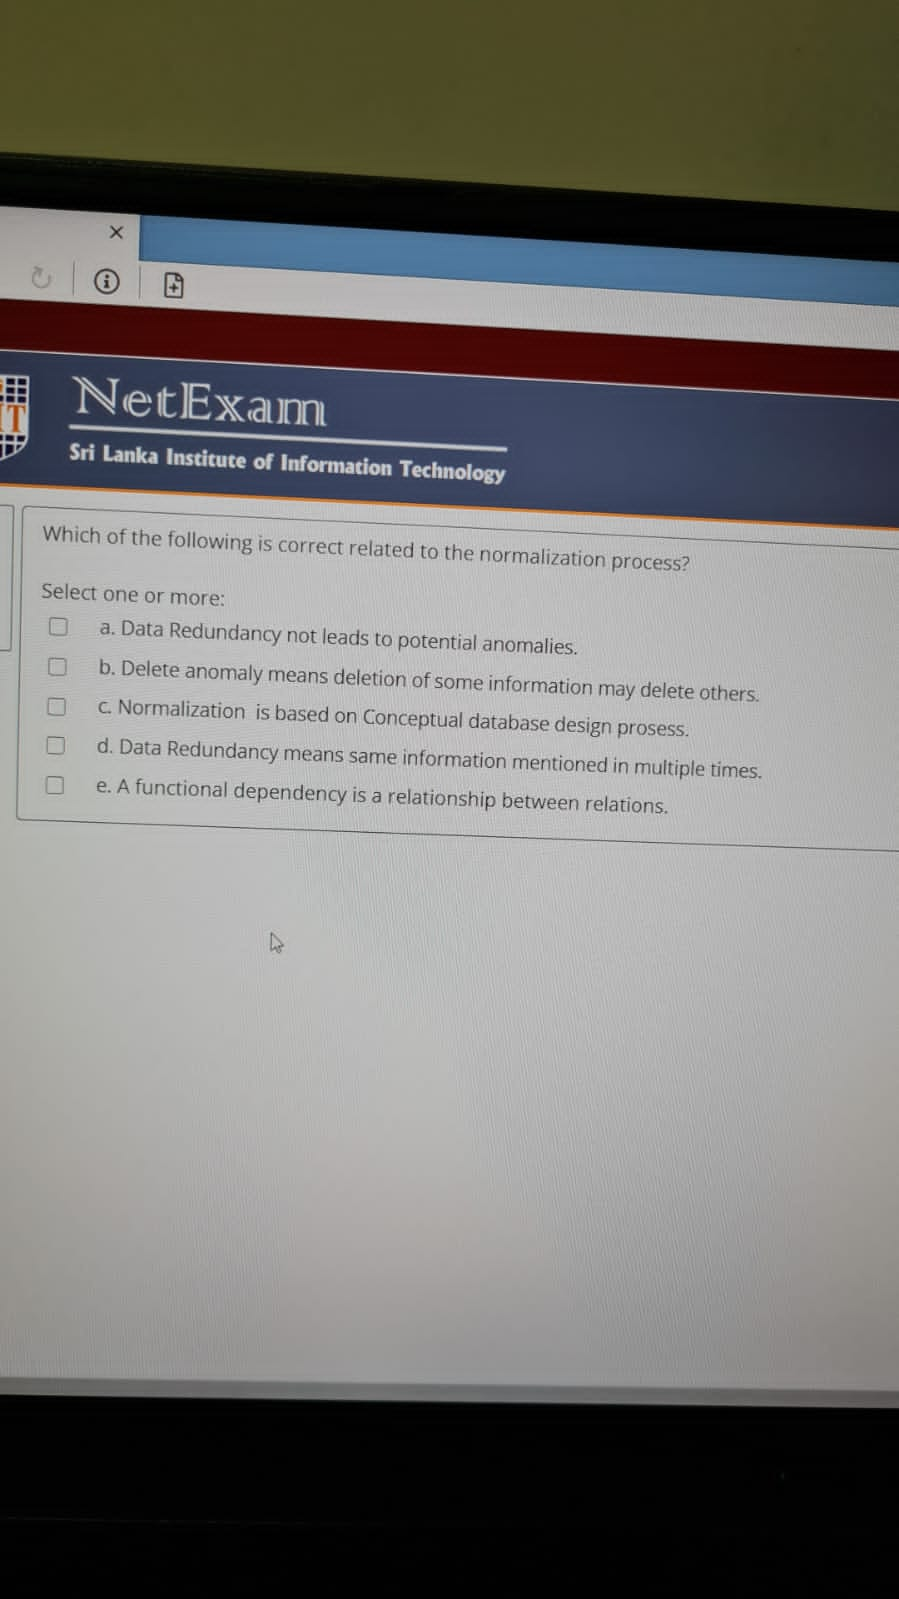 NetExam
Sri Lanka Institute of Information Technology
Which of the following is correct related to the normalization process?
Select one or more:
a. Data Redundancy not leads to potential anomalies.
b. Delete anomaly means deletion of some information may delete others.
c. Normalization is based on Conceptual database design prosess.
d. Data Redundancy means same information mentioned in multiple times.
e. A functional dependency is a relationship between relations.